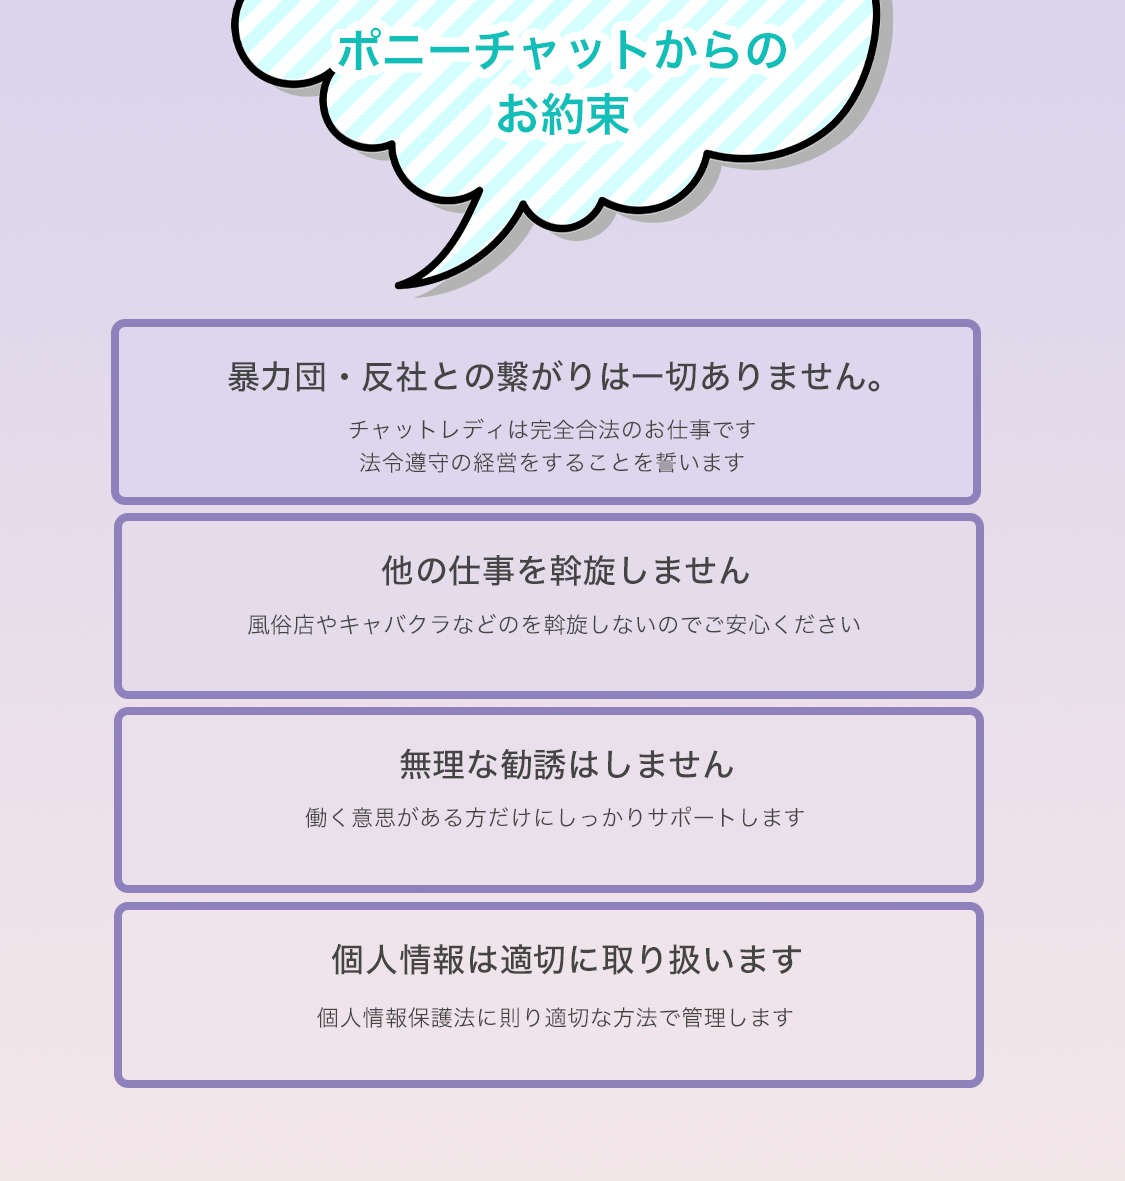 ポニーチャットからの
お約束
暴力団・反社との繋がりは一切ありません。
チャットレディは完全合法のお仕事です
法令遵守の経営をすることを誓います
他の仕事を斡旋しません
風俗店やキャバクラなどのを斡旋しないのでご安心ください
無理な勧誘はしません
働く意思がある方だけにしっかりサポートします
個人情報は適切に取り扱います
個人情報保護法に則り適切な方法で管理します